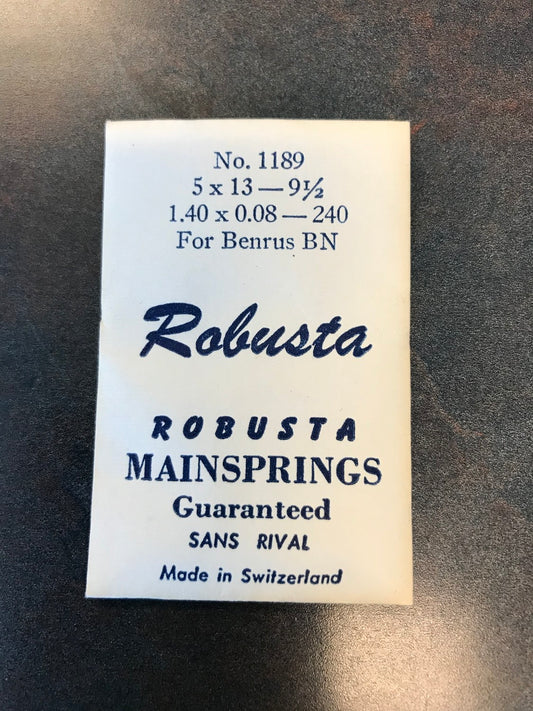 No. 1189
5 x 13 — 9½
1.40 x 0.08 — 240
For Benrus BN
Robusta
ROBUSTA
MAINSPRINGS
Guaranteed
SANS RIVAL
Made in Switzerland